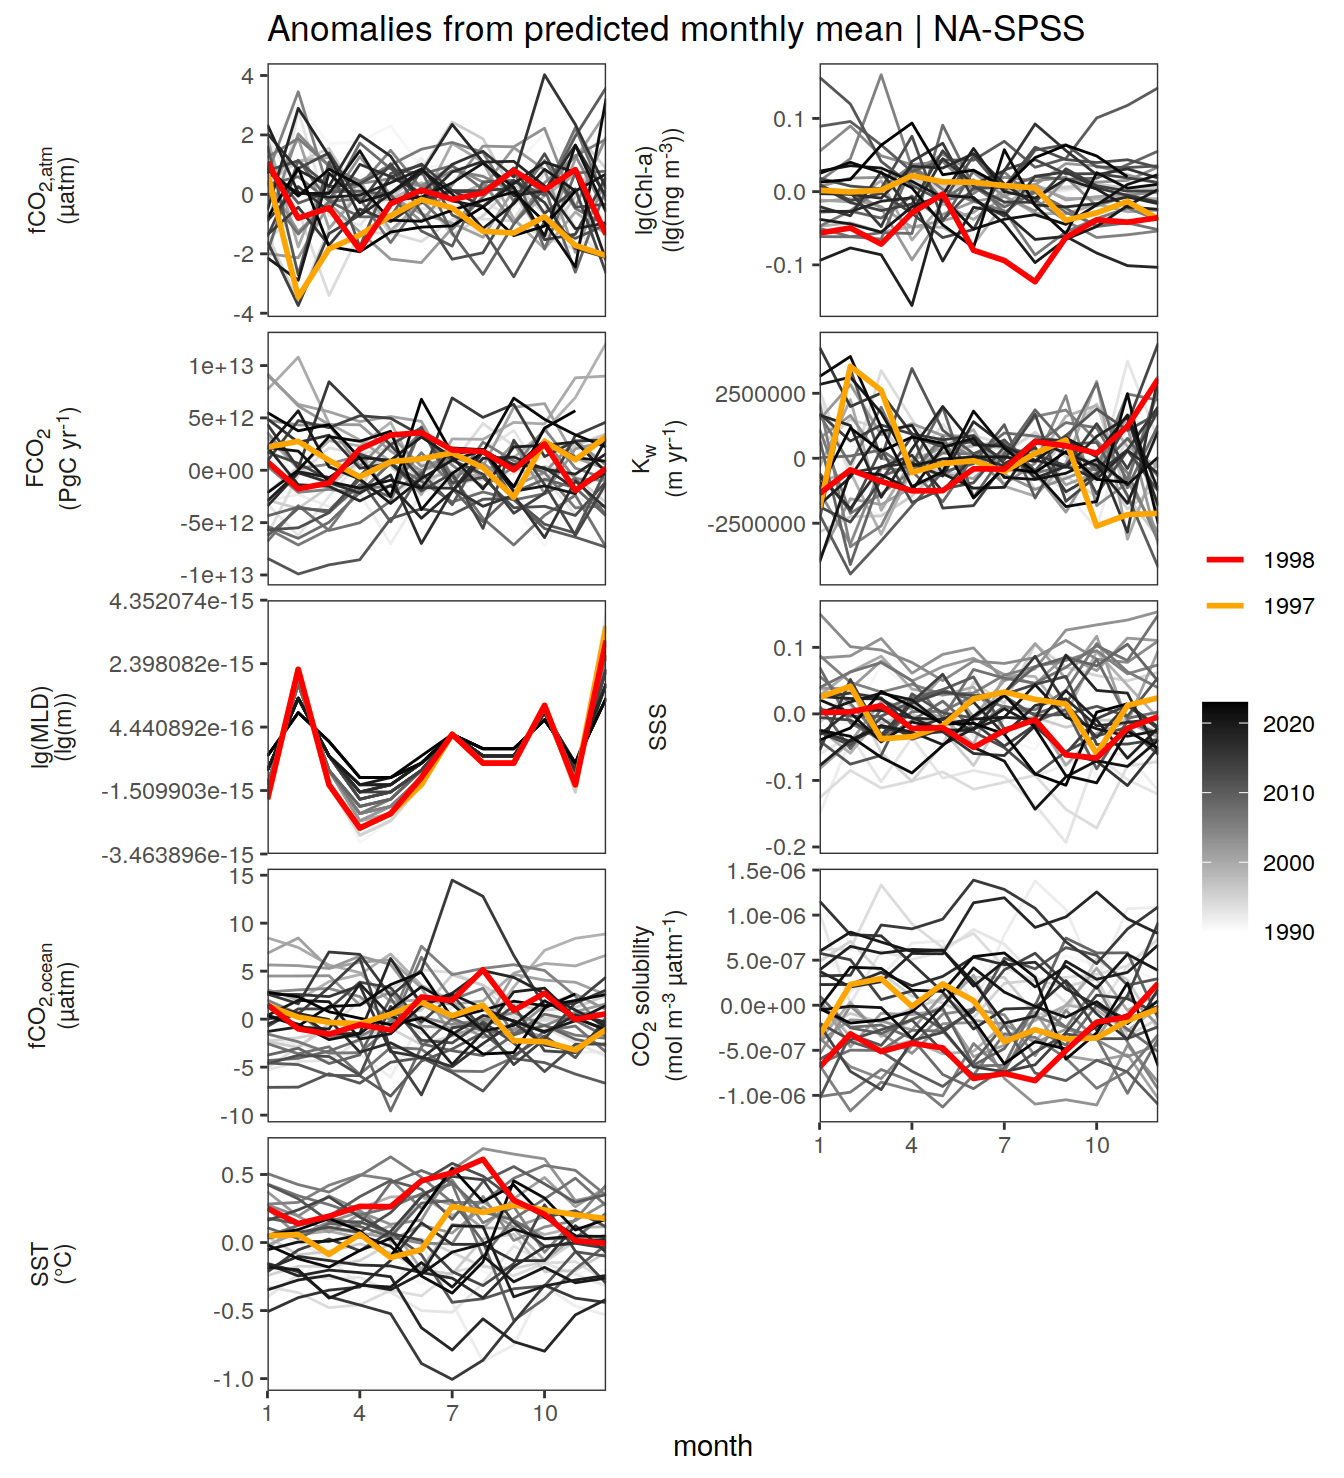 Anomalies from predicted monthly mean | NA-SPSS
fCO2,atm
(µatm)
4
2
0
-2
-4
lg(Chl-a)
(lg(mg m-3))
0.1
0.0
-0.1
FCO2
(PgC yr-1)
1e+13
5e+12
0e+00
-5e+12
-1e+13
Kw
(m yr-1)
2500000
0
-2500000
lg(MLD)
(lg(m))
4.352074e-15
2.398082e-15
4.440892e-16
-1.509903e-15
-3.463896e-15
SSS
0.1
0.0
-0.1
-0.2
fCO2,ocean
(µatm)
15
10
5
0
-5
-10
CO2 solubility
(mol m-3 µatm-1)
1.5e-06
1.0e-06
5.0e-07
0.0e+00
-5.0e-07
-1.0e-06
1 4 7 10
SST
(°C)
0.5
0.0
-0.5
-1.0
1 4 7 10
month
1998
1997
2020
2010
2000
1990